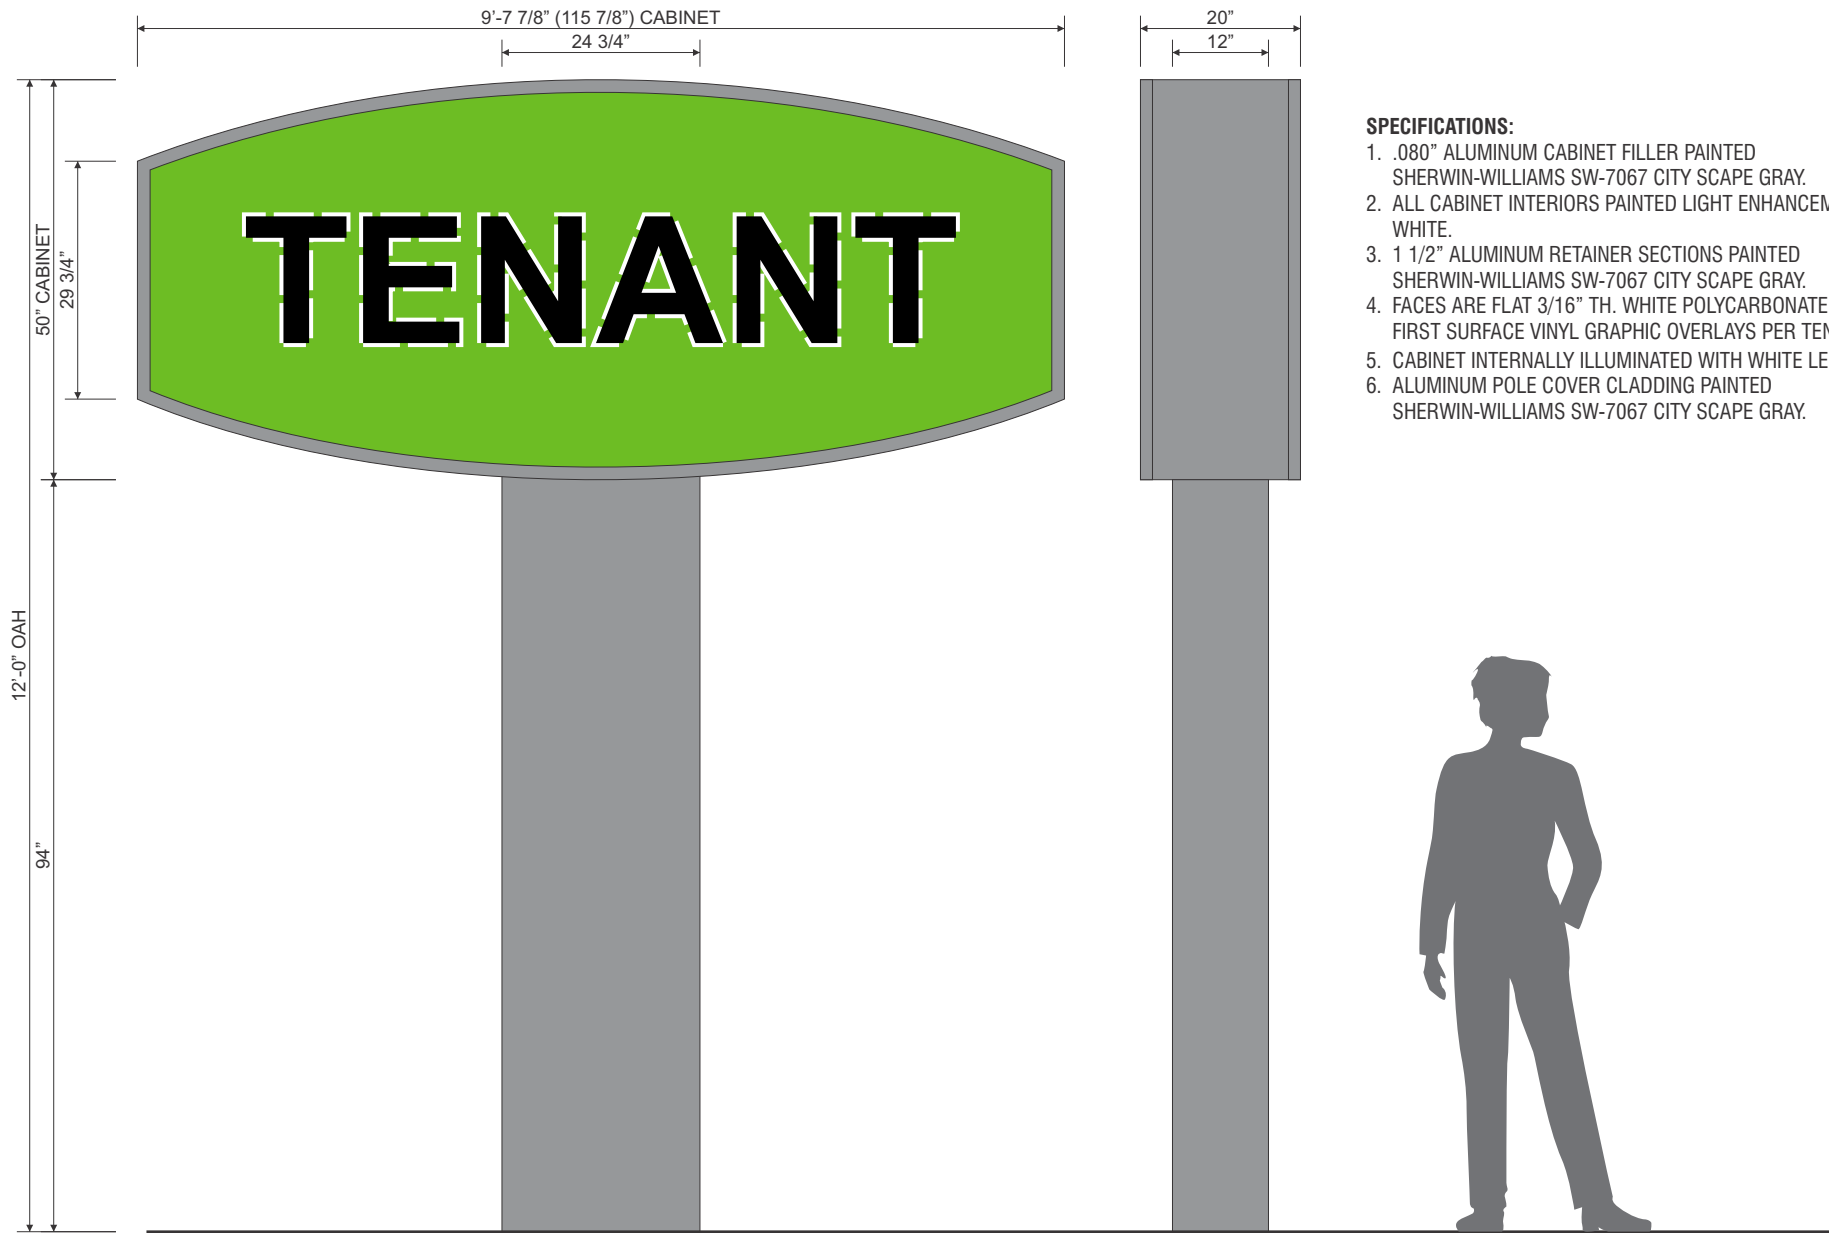 9’-7 7/8” (115 7/8”) CABINET
24 3/4”
20”
12”
50” CABINET
29 3/4”
12’-0” OAH
94”
TENANT
SPECIFICATIONS:
1. .080” ALUMINUM CABINET FILLER PAINTED
SHERWIN-WILLIAMS SW-7067 CITY SCAPE GRAY.
2. ALL CABINET INTERIORS PAINTED LIGHT
WHITE.
3. 1 1/2” ALUMINUM RETAINER SECTIONS PAINTED
SHERWIN-WILLIAMS SW-7067 CITY SCAPE GRAY.
4. FACES ARE FLAT 3/16” TH. WHITE POLYCARBONATE
FIRST SURFACE VINYL GRAPHIC OVERLAYS PER
5. CABINET INTERNALLY ILLUMINATED WITH WHITE
6. ALUMINUM POLE COVER CLADDING PAINTED
SHERWIN-WILLIAMS SW-7067 CITY SCAPE GRAY.